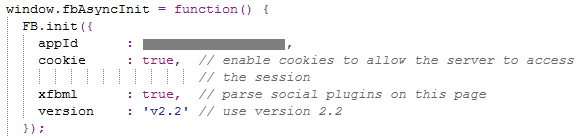 window.fbAsyncInit = function() {
FB.init({
appId : ,
cookie : true, // enable cookies to allow the server to access
// the session
xfbml : true, // parse social plugins on this page
version : 'v2.2' // use version 2.2
});